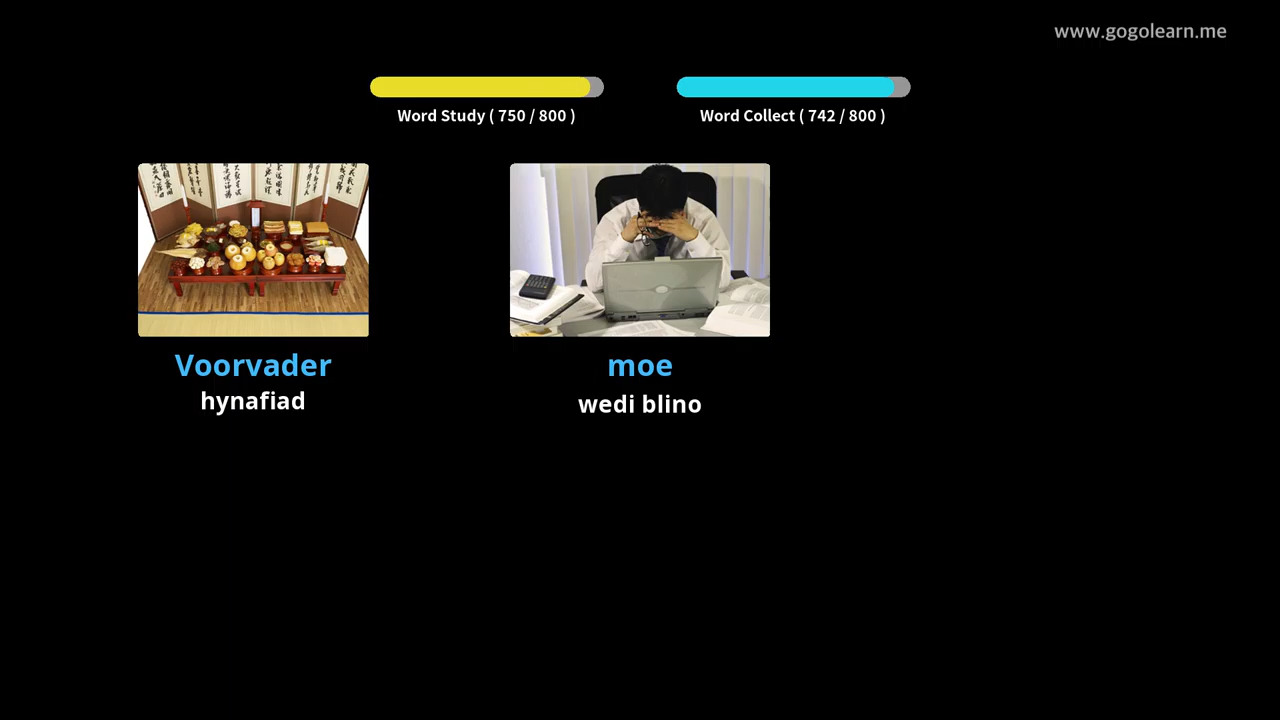 www.gogolearn.me
Word Study ( 750 / 800 )
Word Collect ( 742 / 800 )
Voorvader
hynafiad
moe
wedi blino